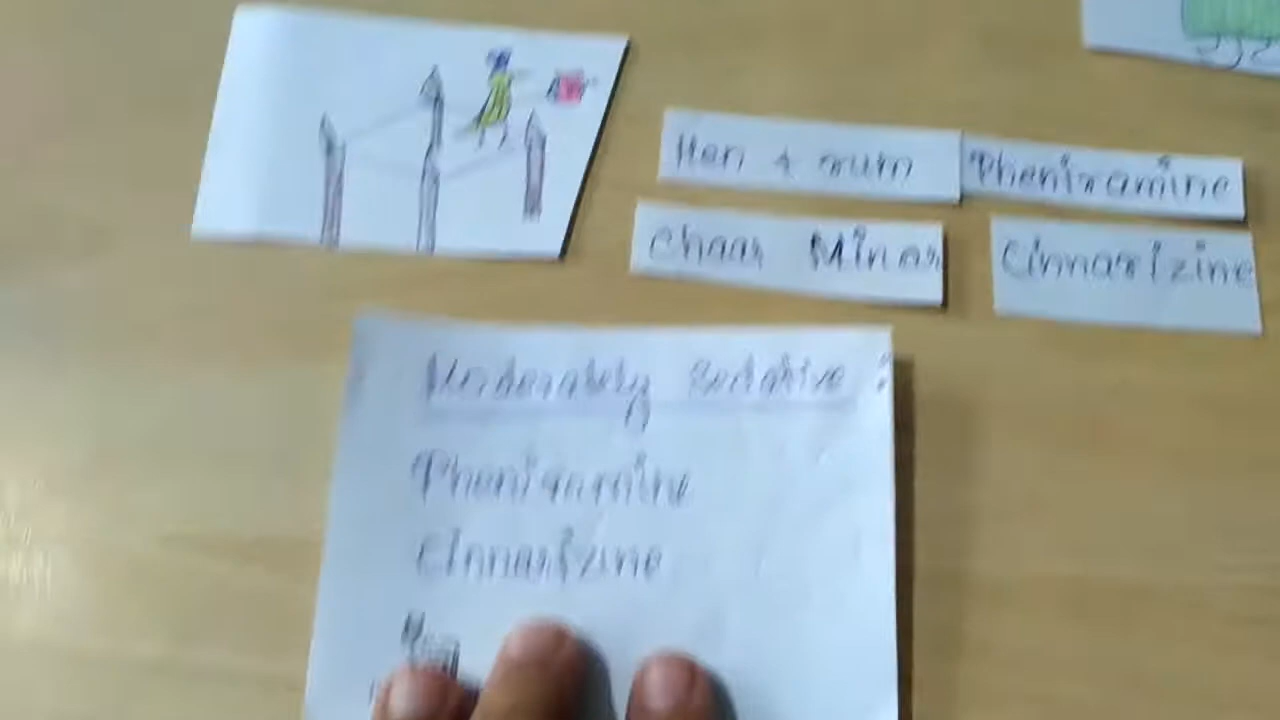 Hen + rum
Pheniramine
Chaar Minar
Cinnarizine
Moderately Sedative :
Pheniramine
Cinnarizine